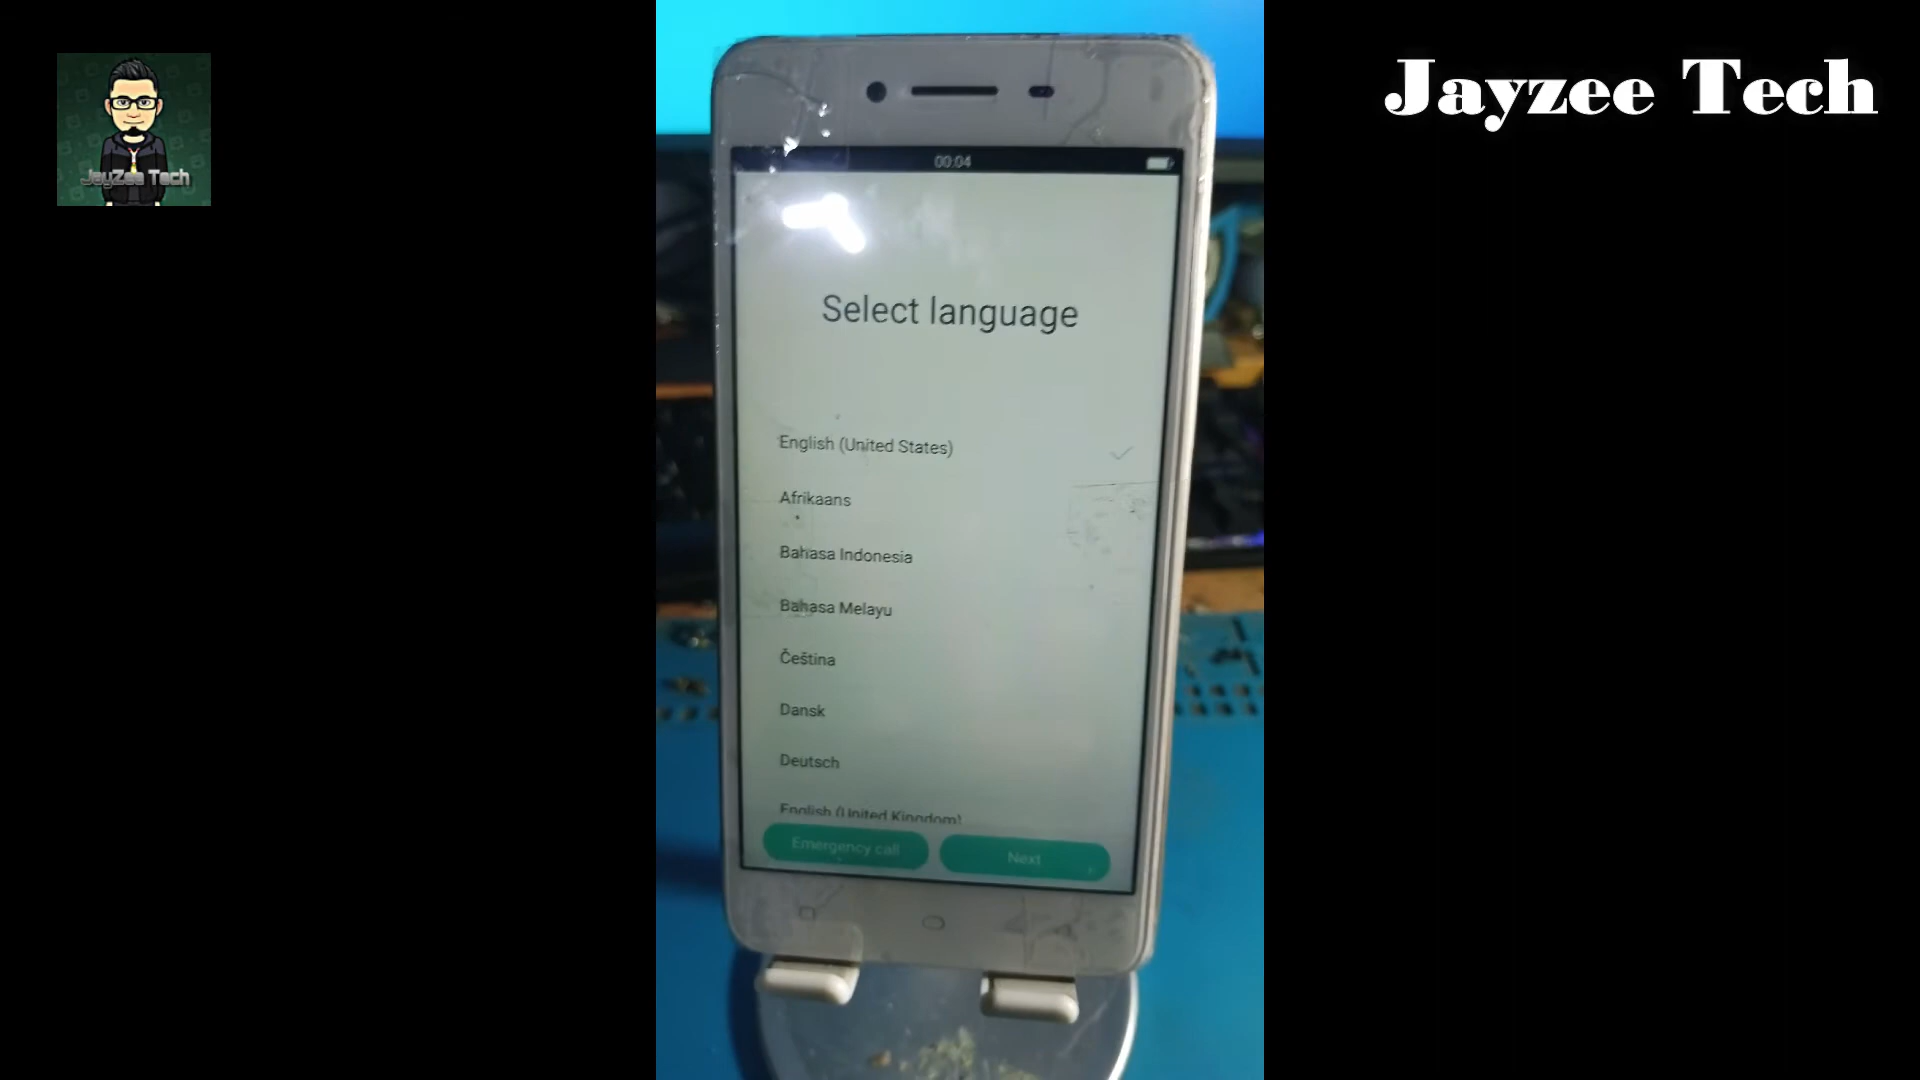 JayZee Tech
Jayzee Tech
00:04
Select language
English (United States)
Afrikaans
Bahasa Indonesia
Bahasa Melayu
Čeština
Dansk
Deutsch
English (United Kingdom)
Emergency call
Next